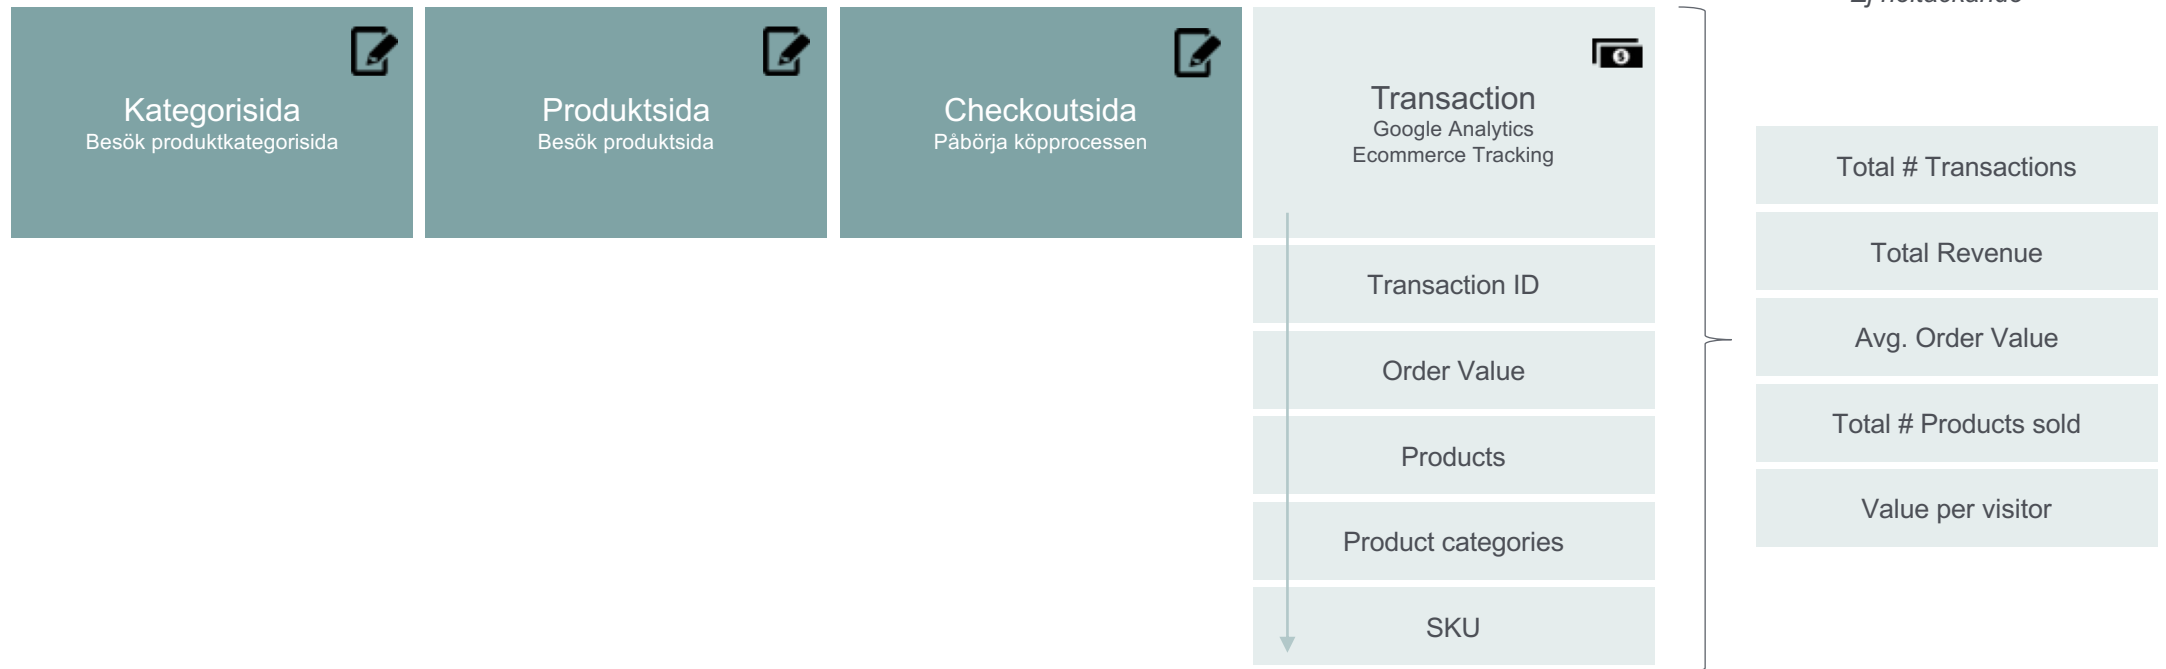 Kategorisida
Besök produktkategorisida
Produktsida
Besök produktsida
Checkoutsida
Påbörja köpprocessen
Transaction
Google Analytics
Ecommerce Tracking
Transaction ID
Order Value
Products
Product categories
SKU
Total # Transactions
Total Revenue
Avg. Order Value
Total # Products sold
Value per visitor